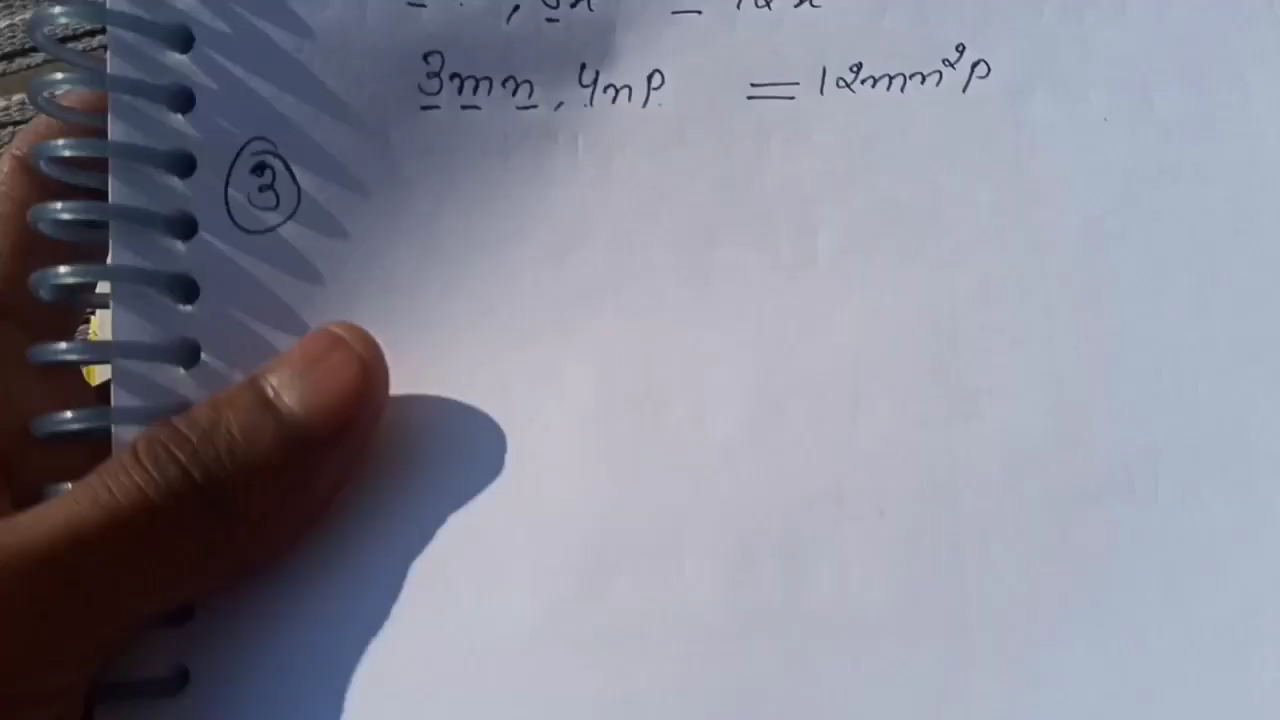 3mn, 4np = 12mn²p
③